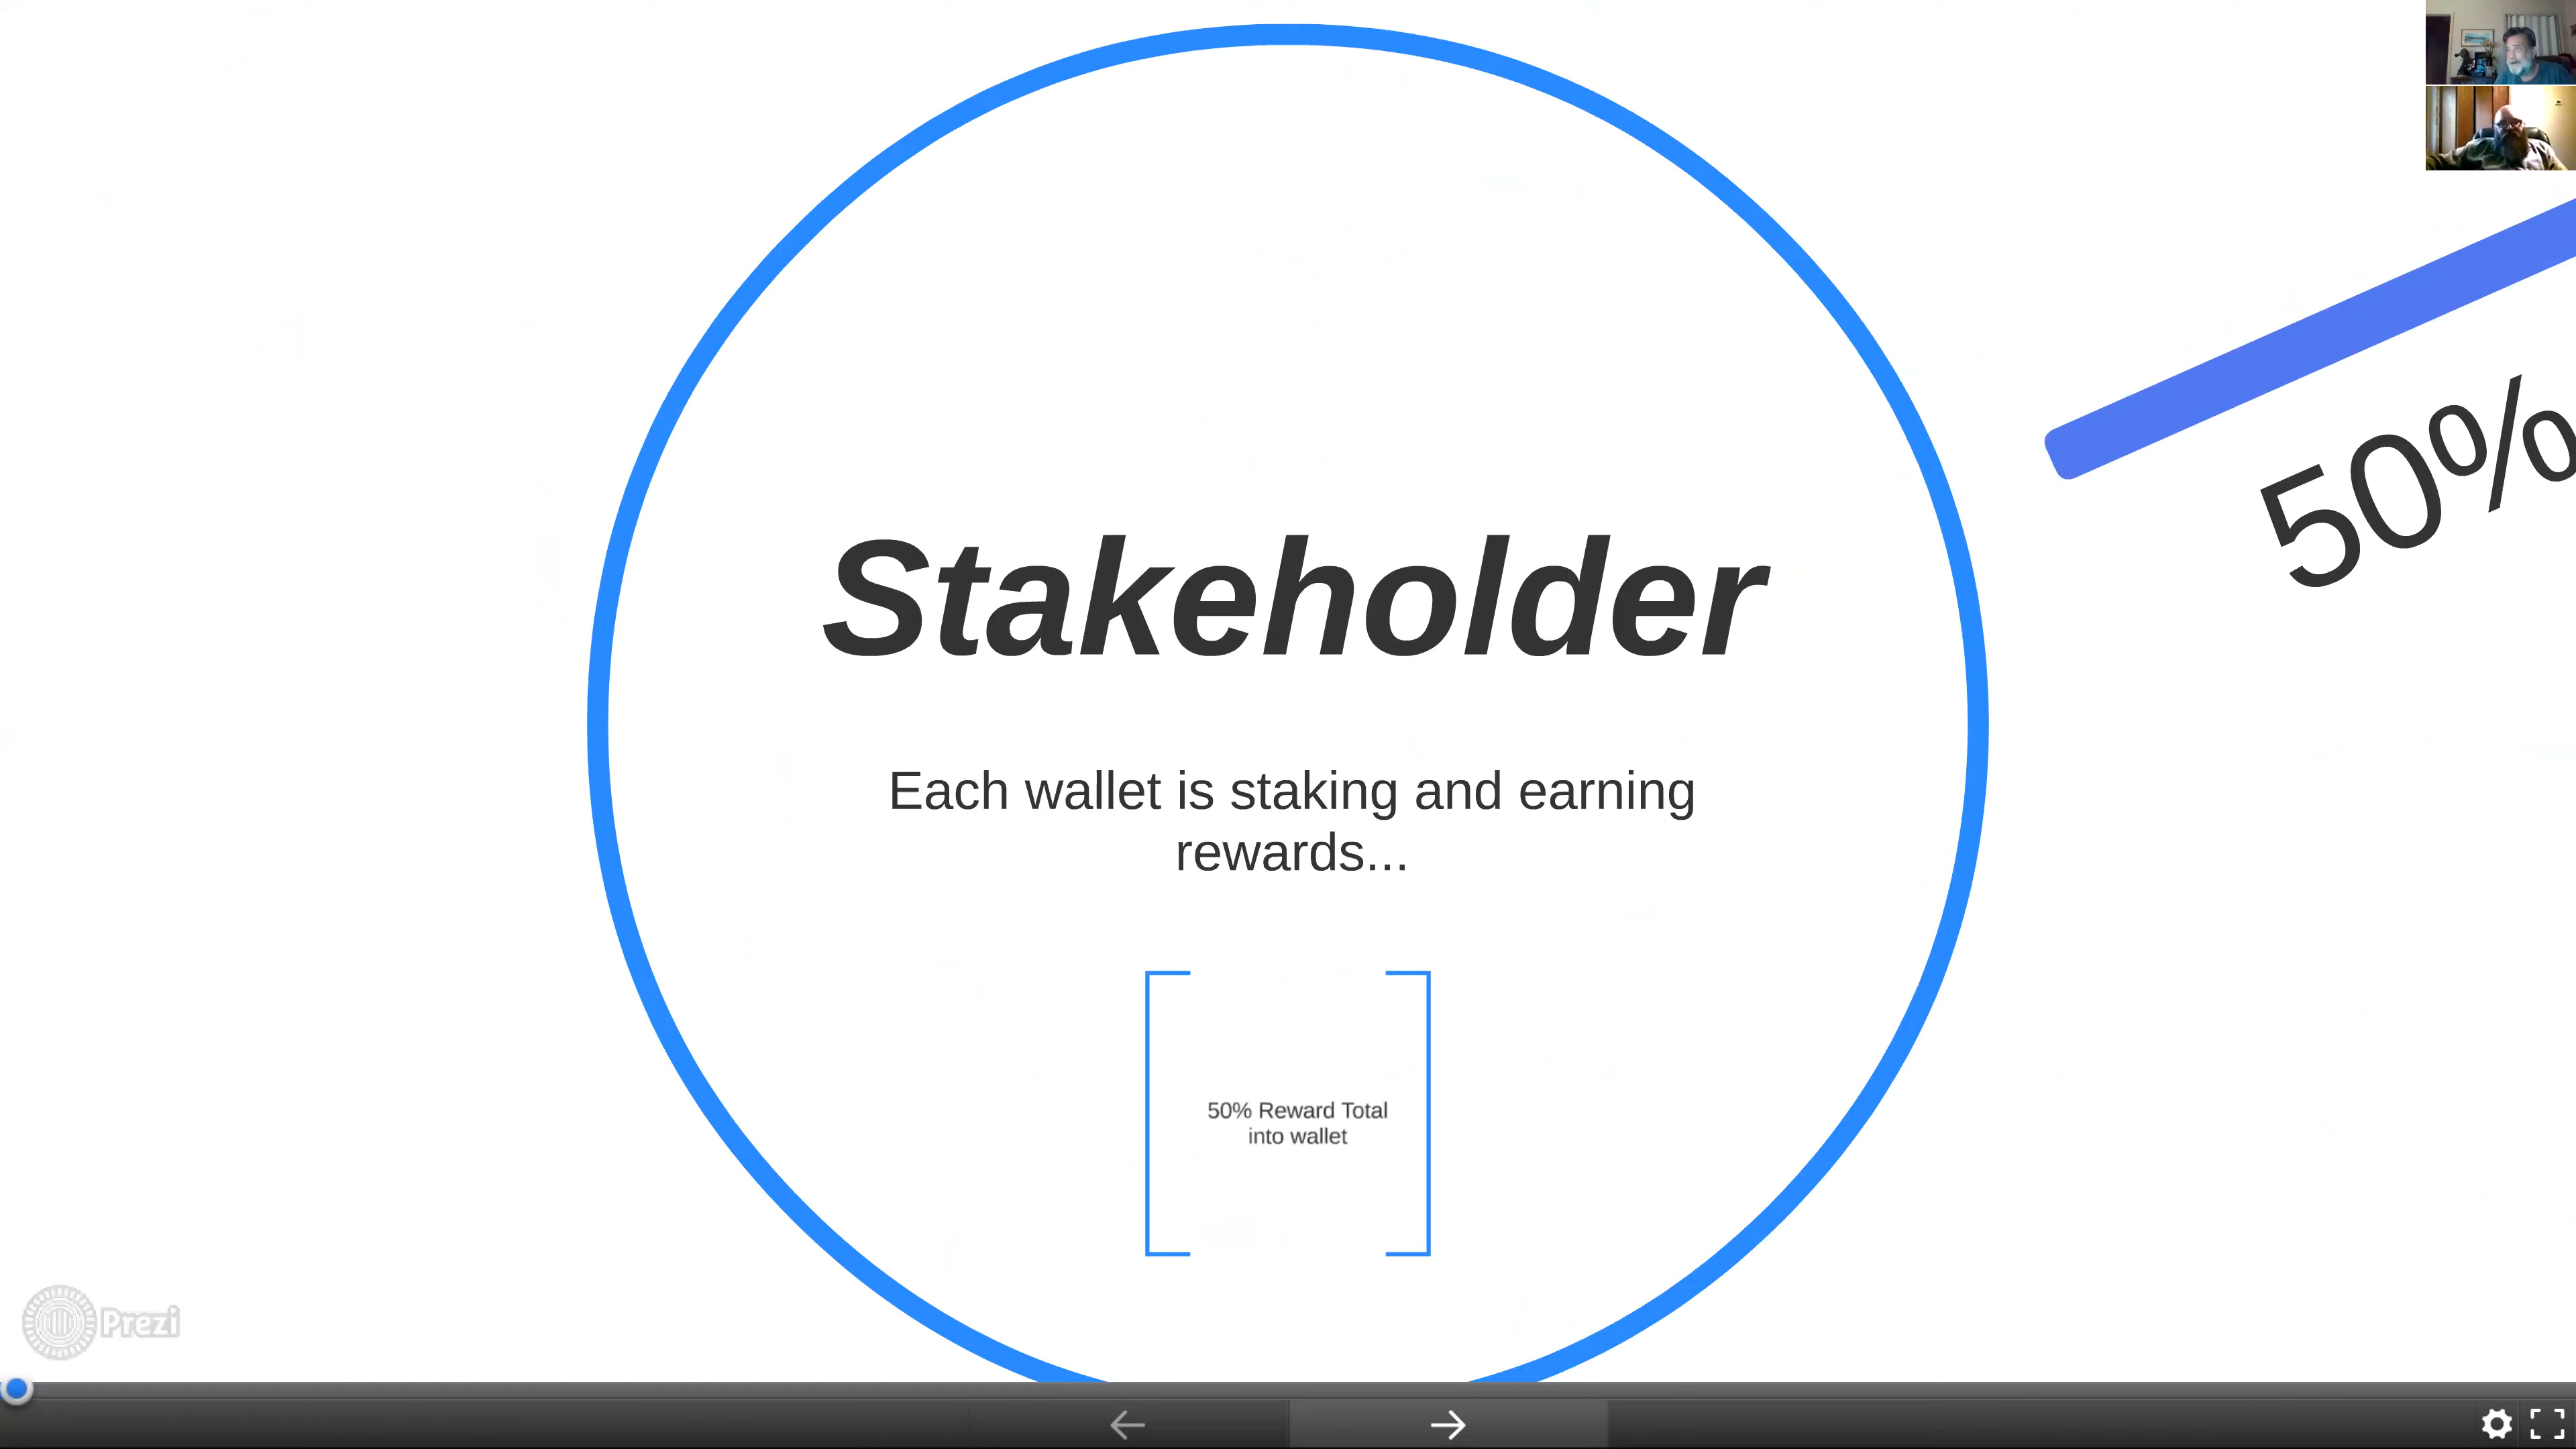 50%
Stakeholder
Each wallet is staking and earning
rewards...
50% Reward Total
into wallet
Prezi